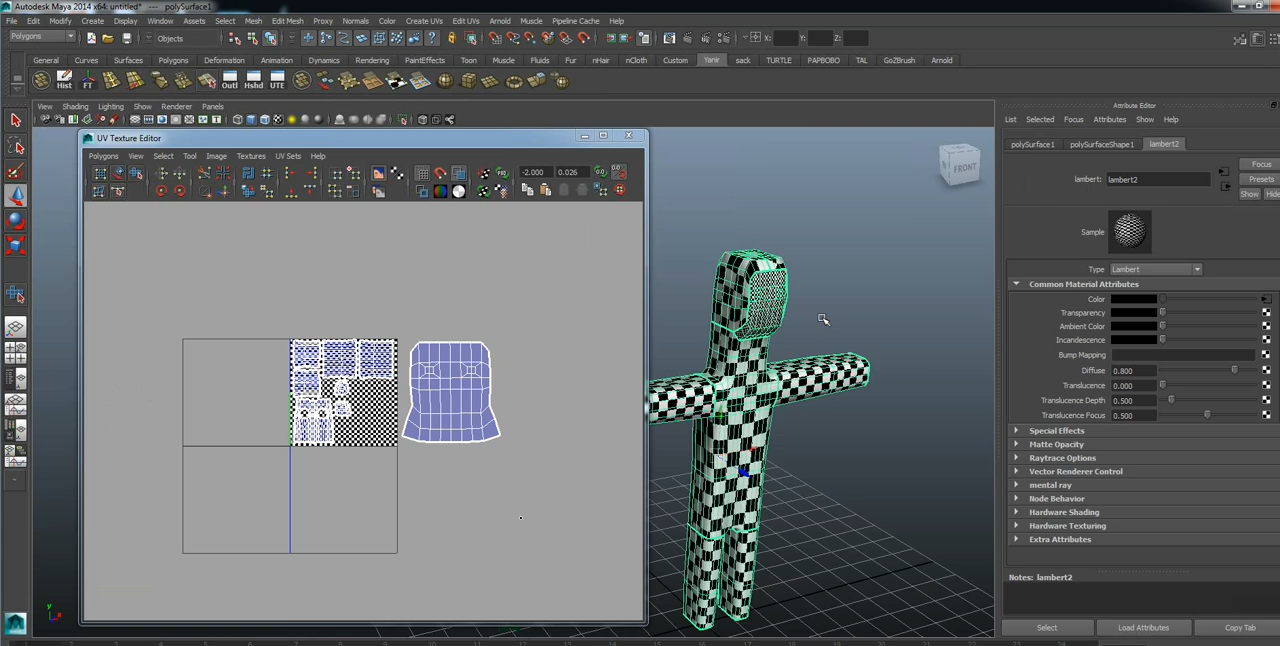 Autodesk Maya 2014 x64: untitled* --- polySurface1
File Edit Modify Create Display Window Assets Select Mesh Edit Mesh Proxy Normals Color Create UVs Edit UVs Arnold Muscle Pipeline Cache Help
Polygons Objects X: Y: Z:
General Curves Surfaces Polygons Deformation Animation Dynamics Rendering PaintEffects Toon Muscle Fluids Fur nHair nCloth Custom Yanir sack TURTLE PAPBOBO TAL GoZBrush Arnold
Hist FT Outl Hshd UTE
View Shading Lighting Show Renderer Panels
Attribute Editor
List Selected Focus Attributes Show Help
UV Texture Editor
polySurface1 polySurfaceShape1 lambert2
Polygons View Select Tool Image Textures UV Sets Help
-2.000 0.026
FRONT
Focus
lambert: lambert2
Presets
Show Hide
Sample
Type Lambert
Common Material Attributes
Color
Transparency
Ambient Color
Incandescence
Bump Mapping
Diffuse 0.800
Translucence 0.000
Translucence Depth 0.500
Translucence Focus 0.500
Special Effects
Matte Opacity
Raytrace Options
Vector Renderer Control
mental ray
Node Behavior
Hardware Shading
Hardware Texturing
Extra Attributes
Notes: lambert2
y
x
Select Load Attributes Copy Tab